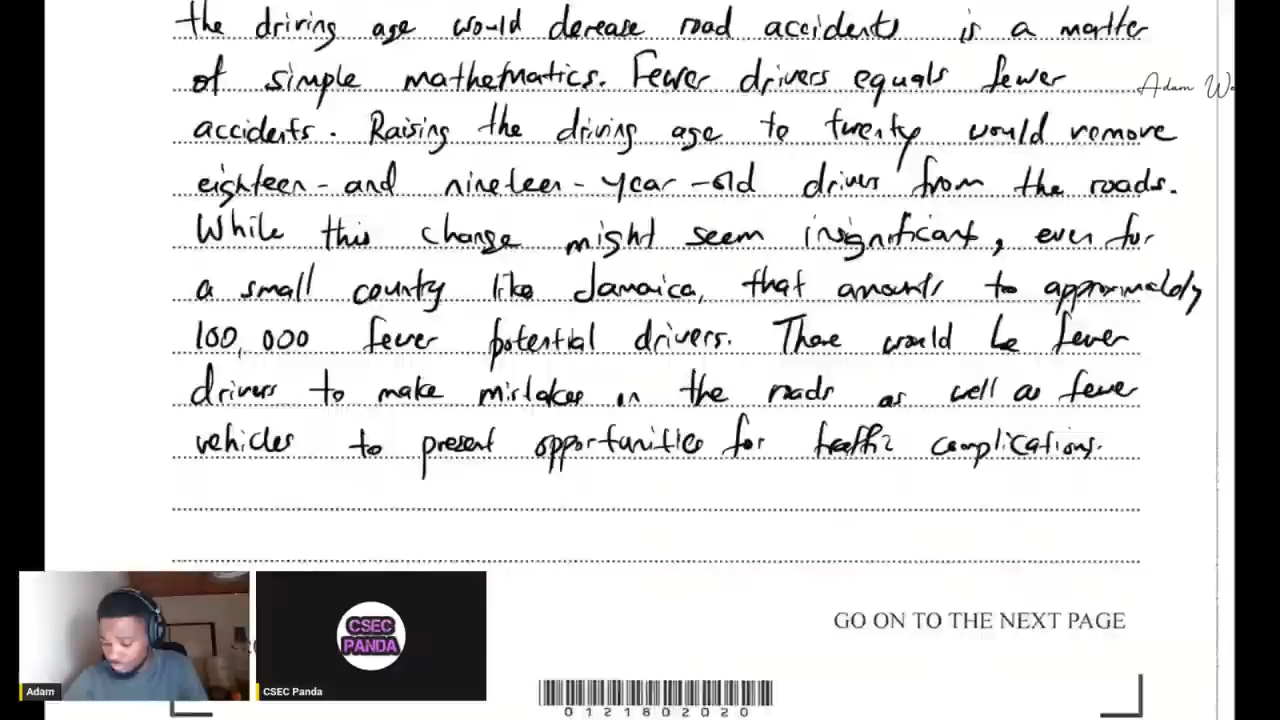 the driving age would derease road accidents is a matter
of simple mathematics. Fewer drivers equals fewer
Adam Wo
accidents. Raising the driving age to twenty would remove
eighteen-and nineteen-year-old drivers from the roads.
While this change might seem insignificant, even for
a small county like Jamaica, that amounts to approximately
100,000 fewer potential drivers. There would be fewer
drivers to make mistakes on the roads as well as fewer
vehicles to present opportunities for traffic complications.
GO ON TO THE NEXT PAGE
CSEC
PANDA
Adam
CSEC Panda
0121802020